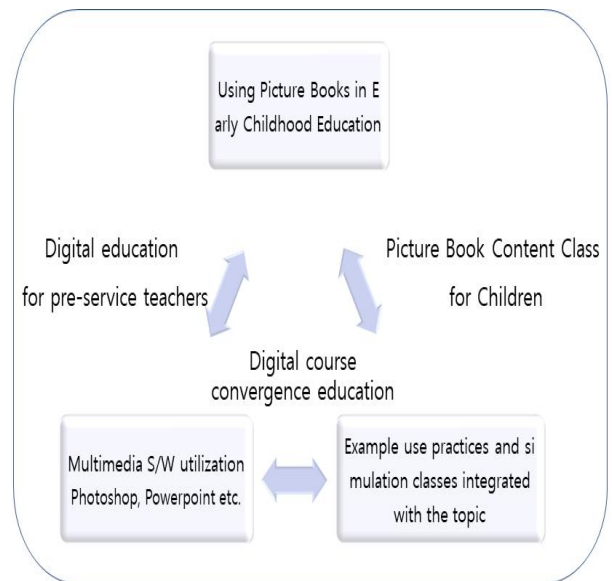 Using Picture Books in E
arly Childhood Education
Digital education
for pre-service teachers
Picture Book Content Class
for Children
Digital course
convergence education
Multimedia S/W utilization
Photoshop, Powerpoint etc.
Example use practices and si
mulation classes integrated
with the topic